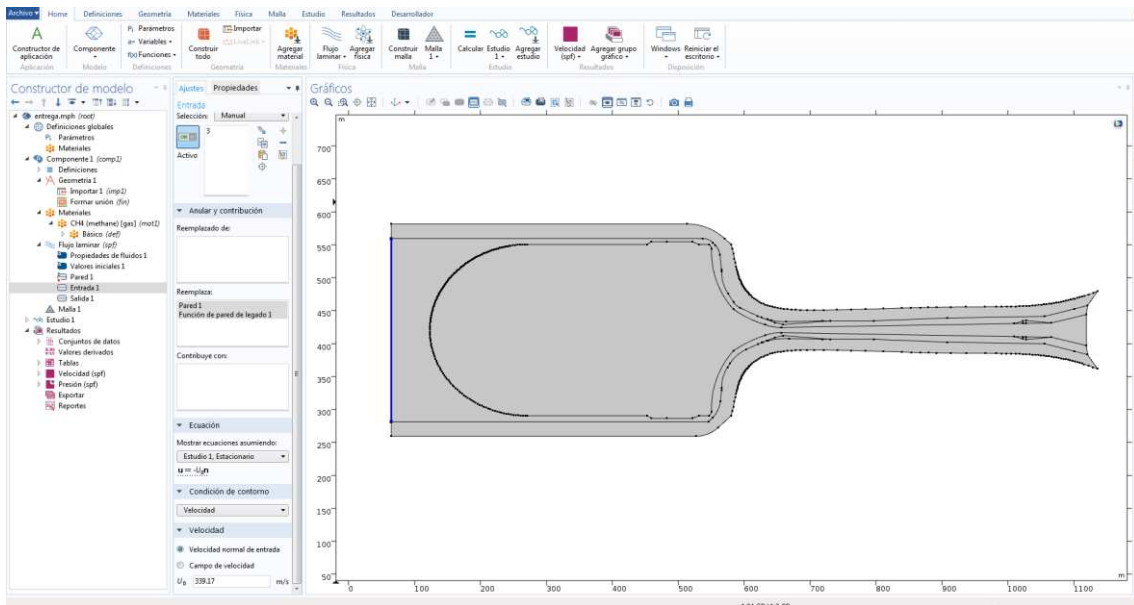 Archivo Home Definiciones Geometría Materiales Física Malla Estudio Resultados Desarrollador
Constructor de aplicación
Aplicación
Componente
Modelo
Pi Parámetros
a= Variables
f(x) Funciones
Definiciones
Construir todo
Importar
LiveLink
Geometría
Agregar material
Materiales
Flujo laminar
Agregar física
Física
Construir malla
Malla 1
Malla
Calcular
Estudio 1
Agregar estudio
Estudio
Velocidad (spf)
Agregar grupo gráfico
Resultados
Windows
Reiniciar el escritorio
Disposición
Constructor de modelo
entrega.mph (root)
Definiciones globales
Pi Parámetros
Materiales
Componente 1 (comp1)
Definiciones
Geometría 1
Importar 1 (imp1)
Formar unión (fin)
Materiales
CH4 (methane) [gas] (mat1)
Básico (def)
Flujo laminar (spf)
Propiedades de fluidos 1
Valores iniciales 1
Pared 1
Entrada 1
Salida 1
Malla 1
Estudio 1
Resultados
Conjuntos de datos
Valores derivados
Tablas
Velocidad (spf)
Presión (spf)
Exportar
Reportes
Ajustes Propiedades
Entrada
Selección: Manual
3
Activo
Anular y contribución
Reemplazado de:
Reemplaza:
Pared 1
Función de pared de legado 1
Contribuye con:
Ecuación
Mostrar ecuaciones asumiendo:
Estudio 1, Estacionario
u = -U₀n
Condición de contorno
Velocidad
Velocidad
Velocidad normal de entrada
Campo de velocidad
U₀ 339.17 m/s
Gráficos
m
700
650
600
550
500
450
400
350
300
250
200
150
100
50
0 100 200 300 400 500 600 700 800 900 1000 1100
m